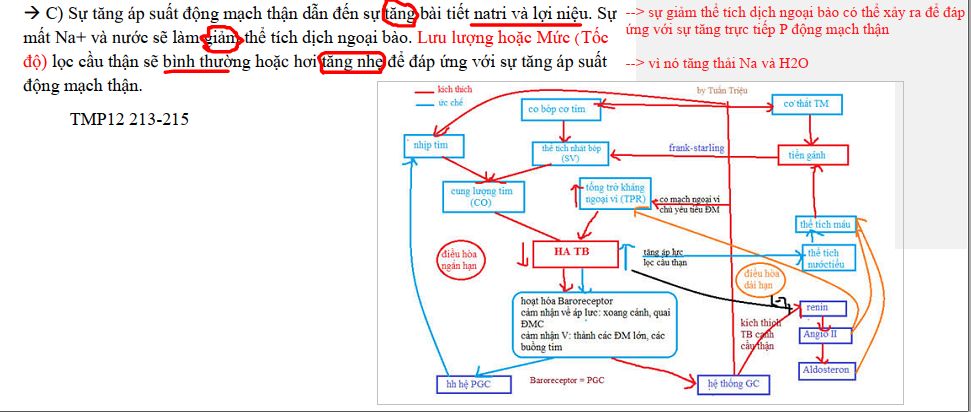 → C) Sự tăng áp suất động mạch thận dẫn đến sự tăng bài tiết natri và lợi niệu. Sự
mất Na+ và nước sẽ làm giảm thể tích dịch ngoại bào. Lưu lượng hoặc Mức (Tốc
độ) lọc cầu thận sẽ bình thường hoặc hơi tăng nhẹ để đáp ứng với sự tăng áp suất
động mạch thận.
TMP12 213-215
--> sự giảm thể tích dịch ngoại bào có thể xảy ra để đáp
ứng với sự tăng trực tiếp P động mạch thận
--> vì nó tăng thải Na và H2O
kích thích
ức chế
by Tuấn Triệu
co bóp cơ tim
co thắt TM
nhịp tim
thể tích nhát bóp
(SV)
frank-starling
tiền gánh
cung lượng tim
(CO)
tổng trở kháng
ngoại vi (TPR)
co mạch ngoại vi
chủ yếu tiểu ĐM
thể tích máu
điều hòa
ngắn hạn
HA TB
tăng áp lực
lọc cầu thận
thể tích
nước tiểu
điều hòa
dài hạn
hoạt hóa Baroreceptor
cảm nhận về áp lực: xoang cảnh, quai
ĐMC
cảm nhận V: thành các ĐM lớn, các
buồng tim
renin
kích thích
TB cạnh
cầu thận
Angio II
Aldosteron
hh hệ PGC
Baroreceptor = PGC
hệ thống GC